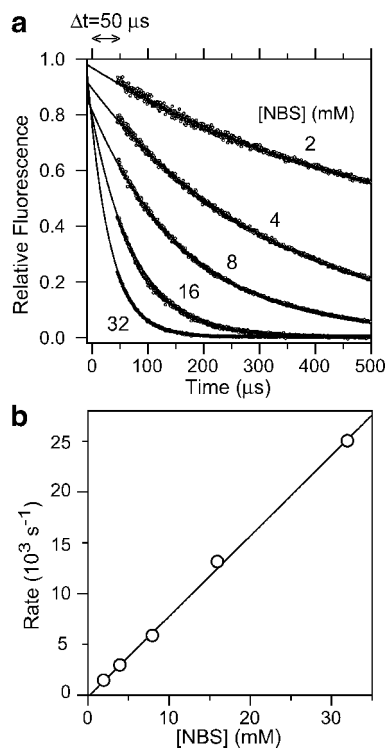 a
Δt=50 μs
Relative Fluorescence
1.0
0.8
0.6
0.4
0.2
0.0
[NBS] (mM)
2
4
8
16
32
0 100 200 300 400 500
Time (μs)
b
Rate (10³ s⁻¹)
25
20
15
10
5
0
0 10 20 30
[NBS] (mM)